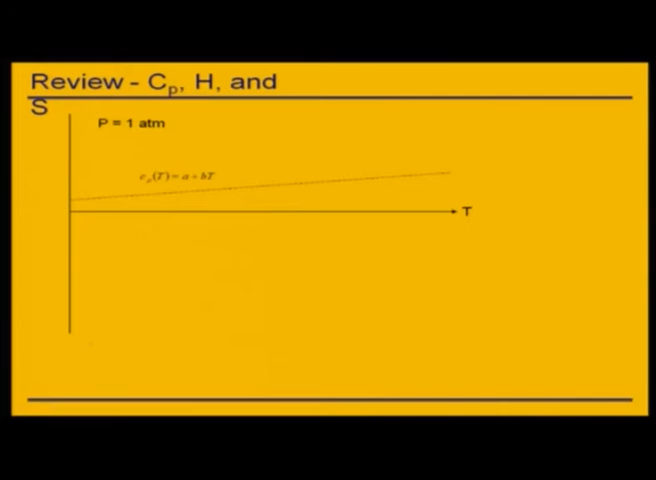 Review - Cp, H, and
S
P = 1 atm
cp(T) = a + bT
T